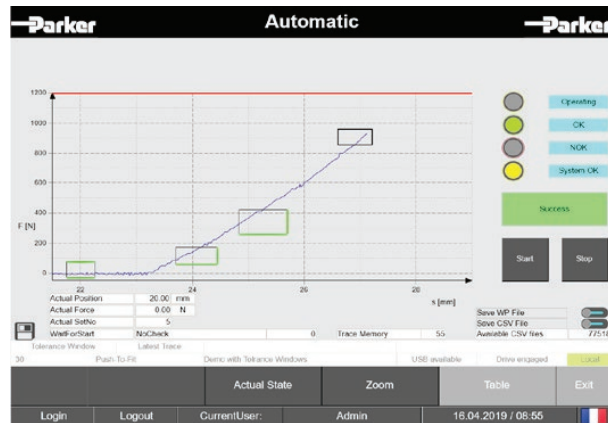 Parker Automatic Parker
1200
1000
800
600
400
200
0
F [N]
22 24 26 28
s [mm]
Operating
OK
NOK
System OK
Success
Start Stop
Actual Position 20.00 mm
Actual Force 0.00 N
Actual SetNo 5
WaitForStart NoCheck 0 Trace Memory 55
Save WP File
Save CSV File
Available CSV files 77518
Tolerance Window Latest Trace
30 Push-To-Fit Demo with Tolrance Windows USB available Drive engaged Local
Actual State Zoom Table Exit
Login Logout CurrentUser: Admin 16.04.2019 / 08:55